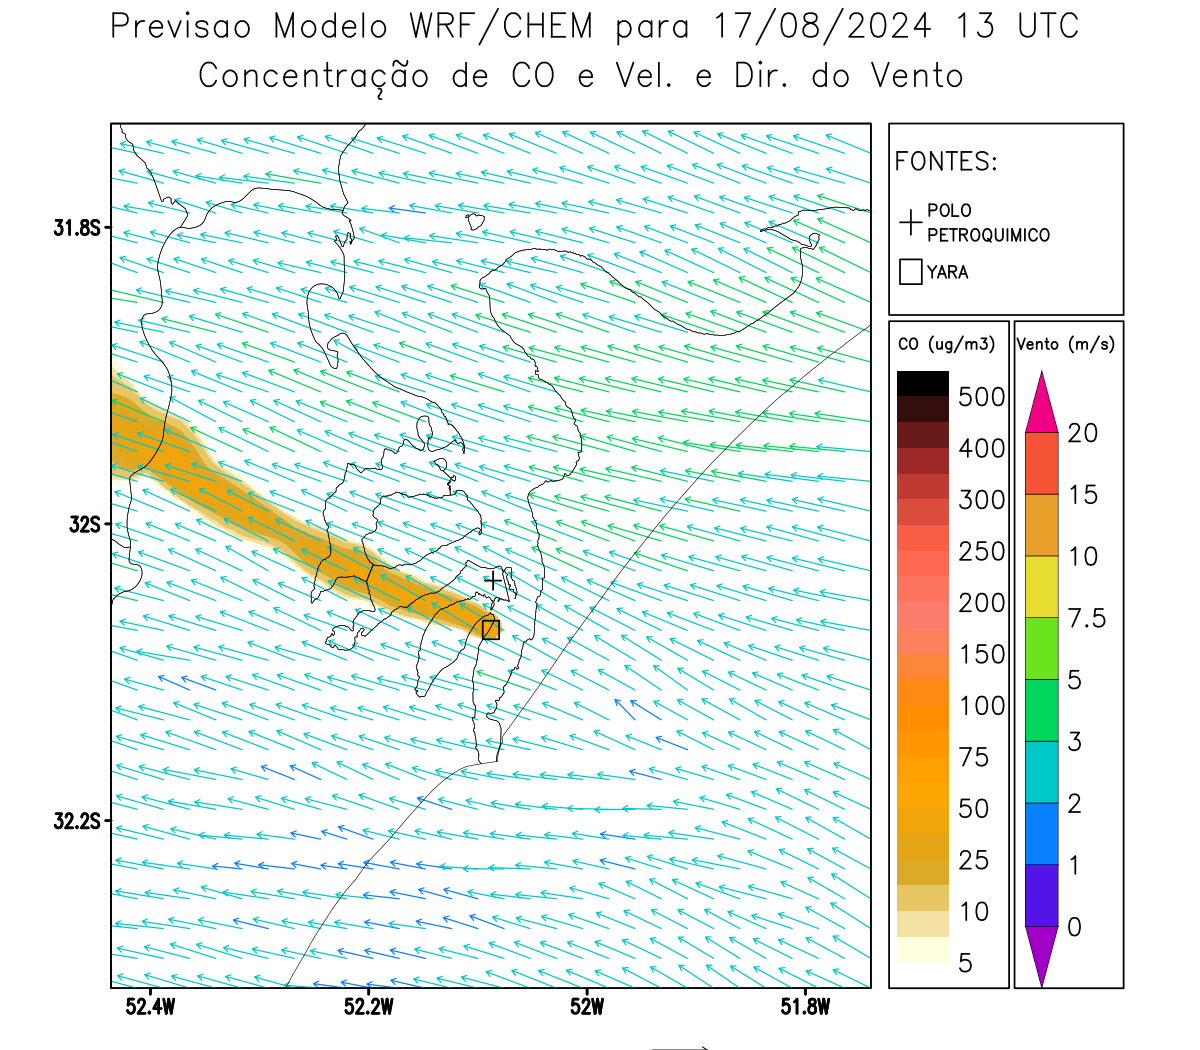 Previsao Modelo WRF/CHEM para 17/08/2024 13 UTC
Concentração de CO e Vel. e Dir. do Vento
FONTES:
POLO
PETROQUIMICO
YARA
31.8S
32S
32.2S
52.4W
52.2W
52W
51.8W
CO (ug/m3)
500
400
300
250
200
150
100
75
50
25
10
5
Vento (m/s)
20
15
10
7.5
5
3
2
1
0